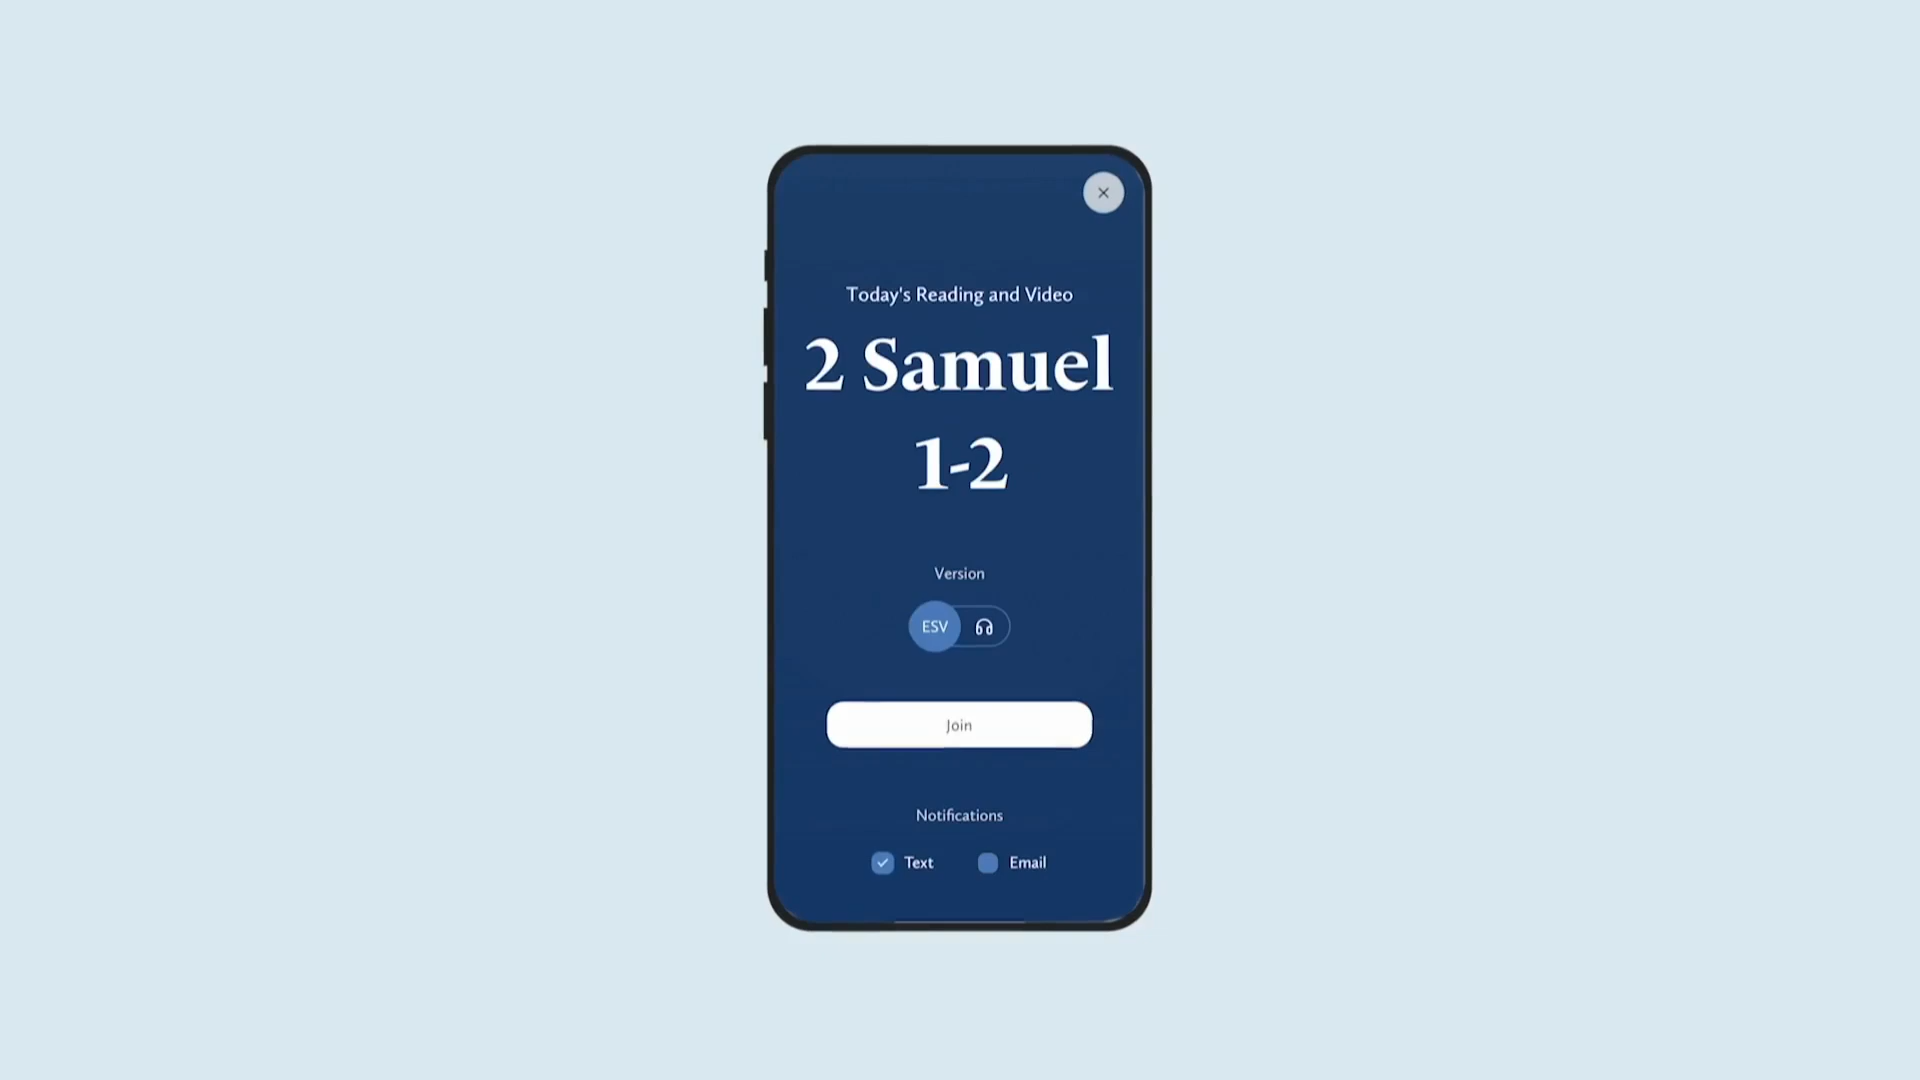 Today's Reading and Video
2 Samuel
1-2
Version
ESV
Join
Notifications
Text
Email